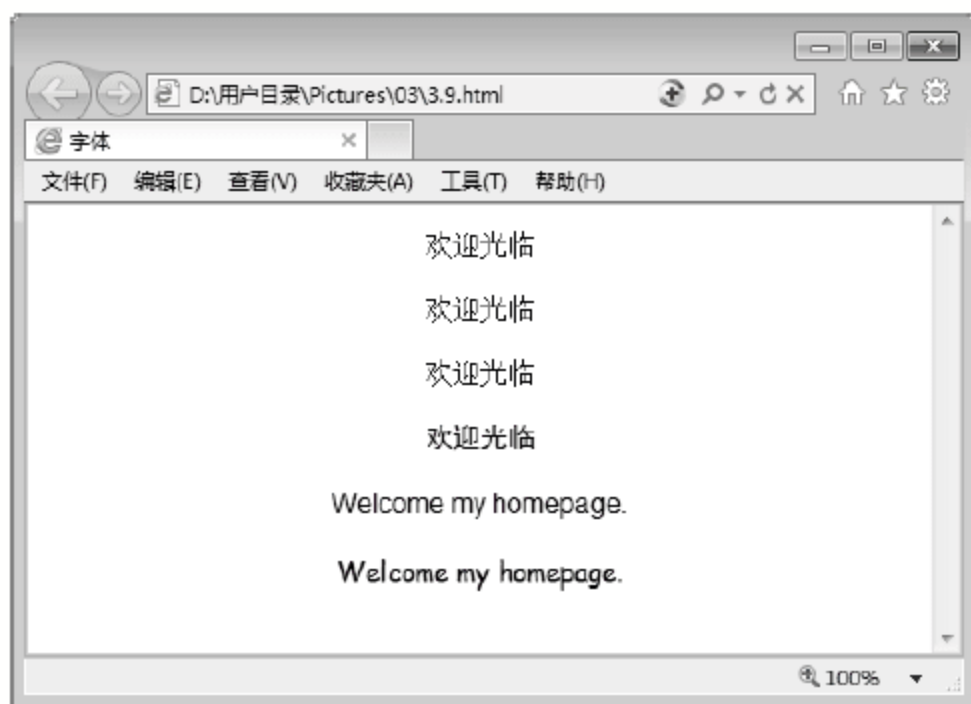 D:\用户目录\Pictures\03\3.9.html
字体
文件(F) 编辑(E) 查看(V) 收藏夹(A) 工具(T) 帮助(H)
欢迎光临
欢迎光临
欢迎光临
欢迎光临
Welcome my homepage.
Welcome my homepage.
100%